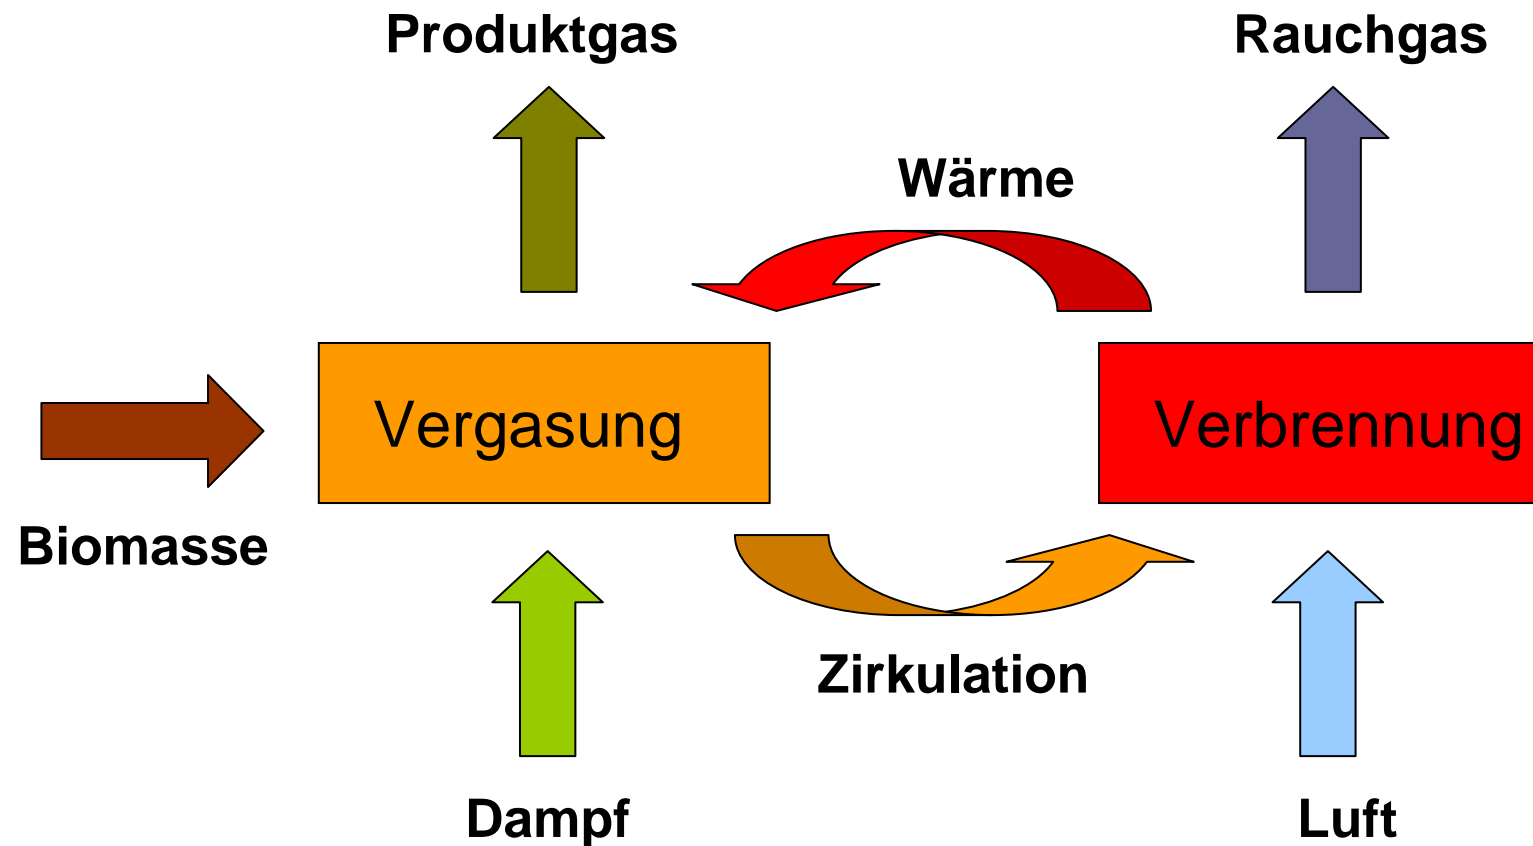 Produktgas
Rauchgas
Wärme
Vergasung
Verbrennung
Biomasse
Zirkulation
Dampf
Luft